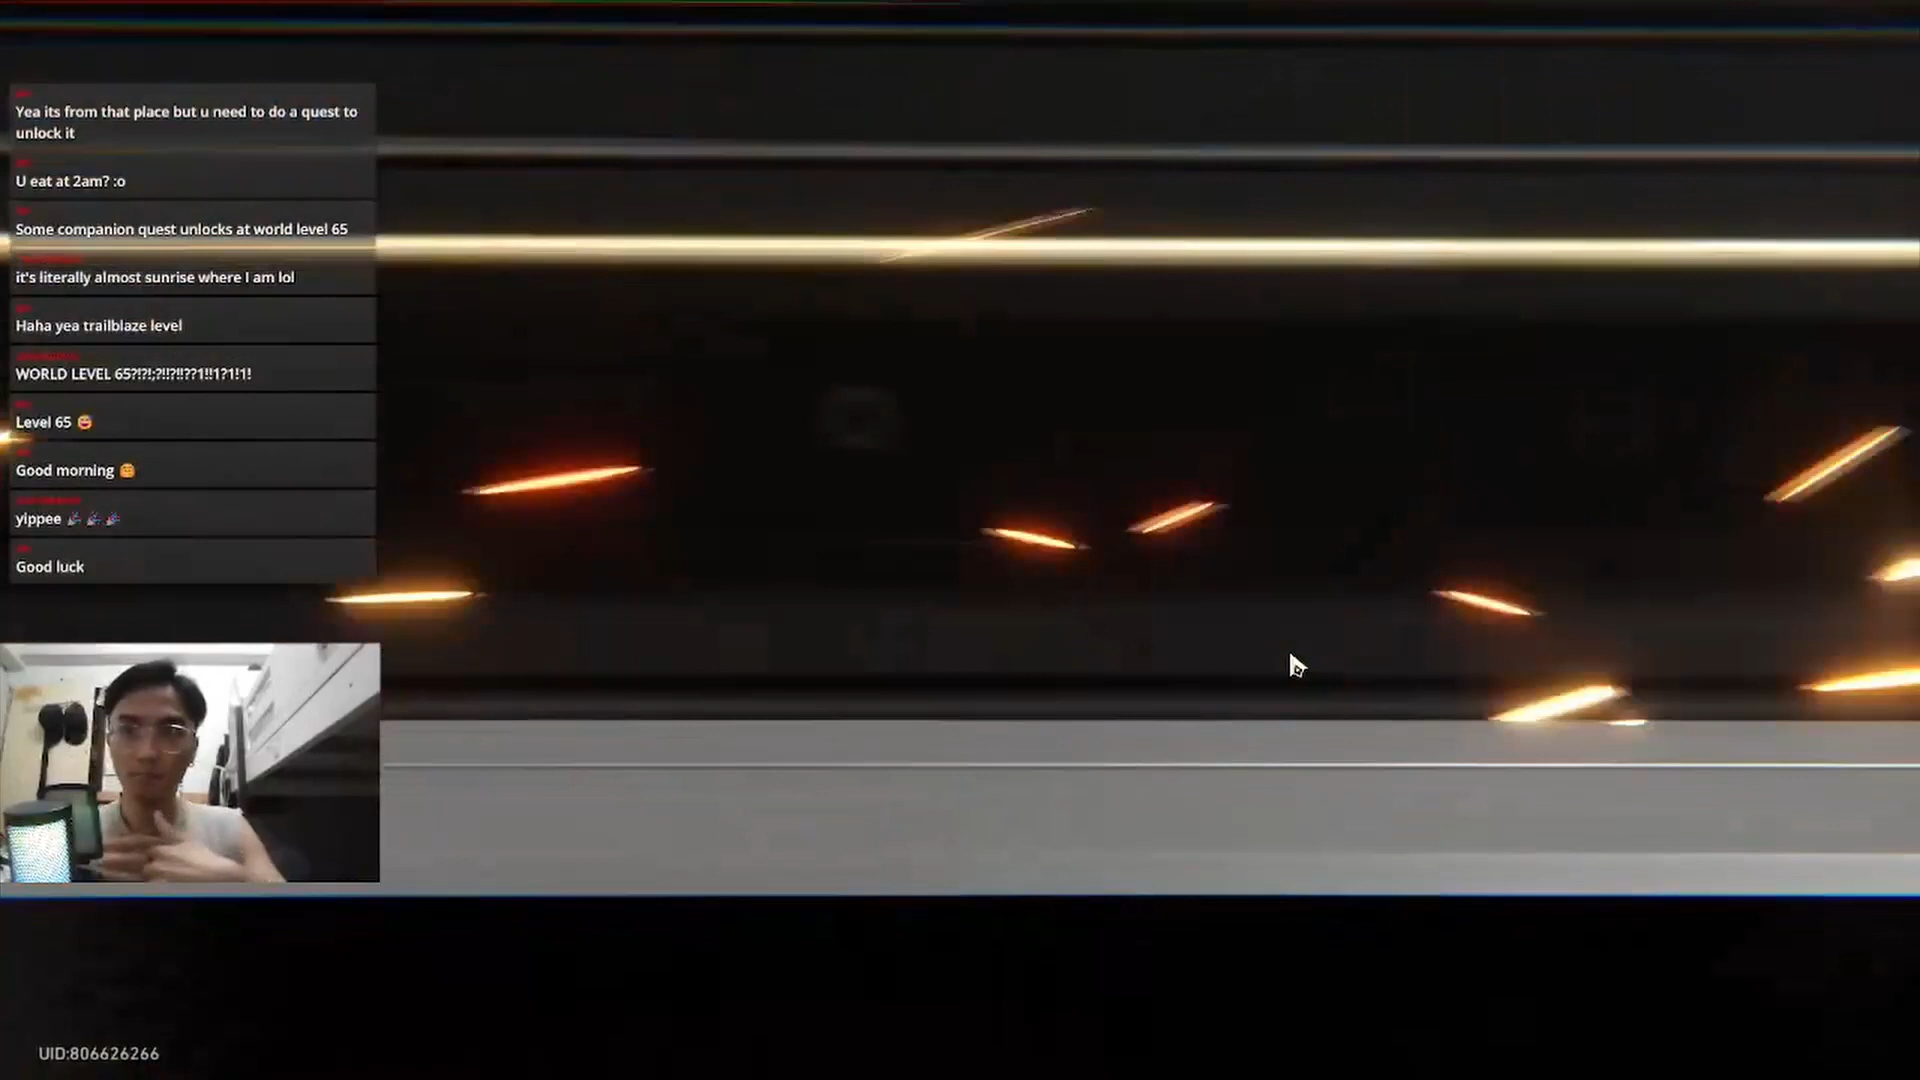 Yea its from that place but u need to do a quest to
unlock it
U eat at 2am? :o
Some companion quest unlocks at world level 65
it's literally almost sunrise where I am lol
Haha yea trailblaze level
WORLD LEVEL 65?!?!;?!!?!!??1!!1?1!1!
Level 65 😅
Good morning 🤗
yippee 🎉 🎉 🎉
Good luck
UID:806626266